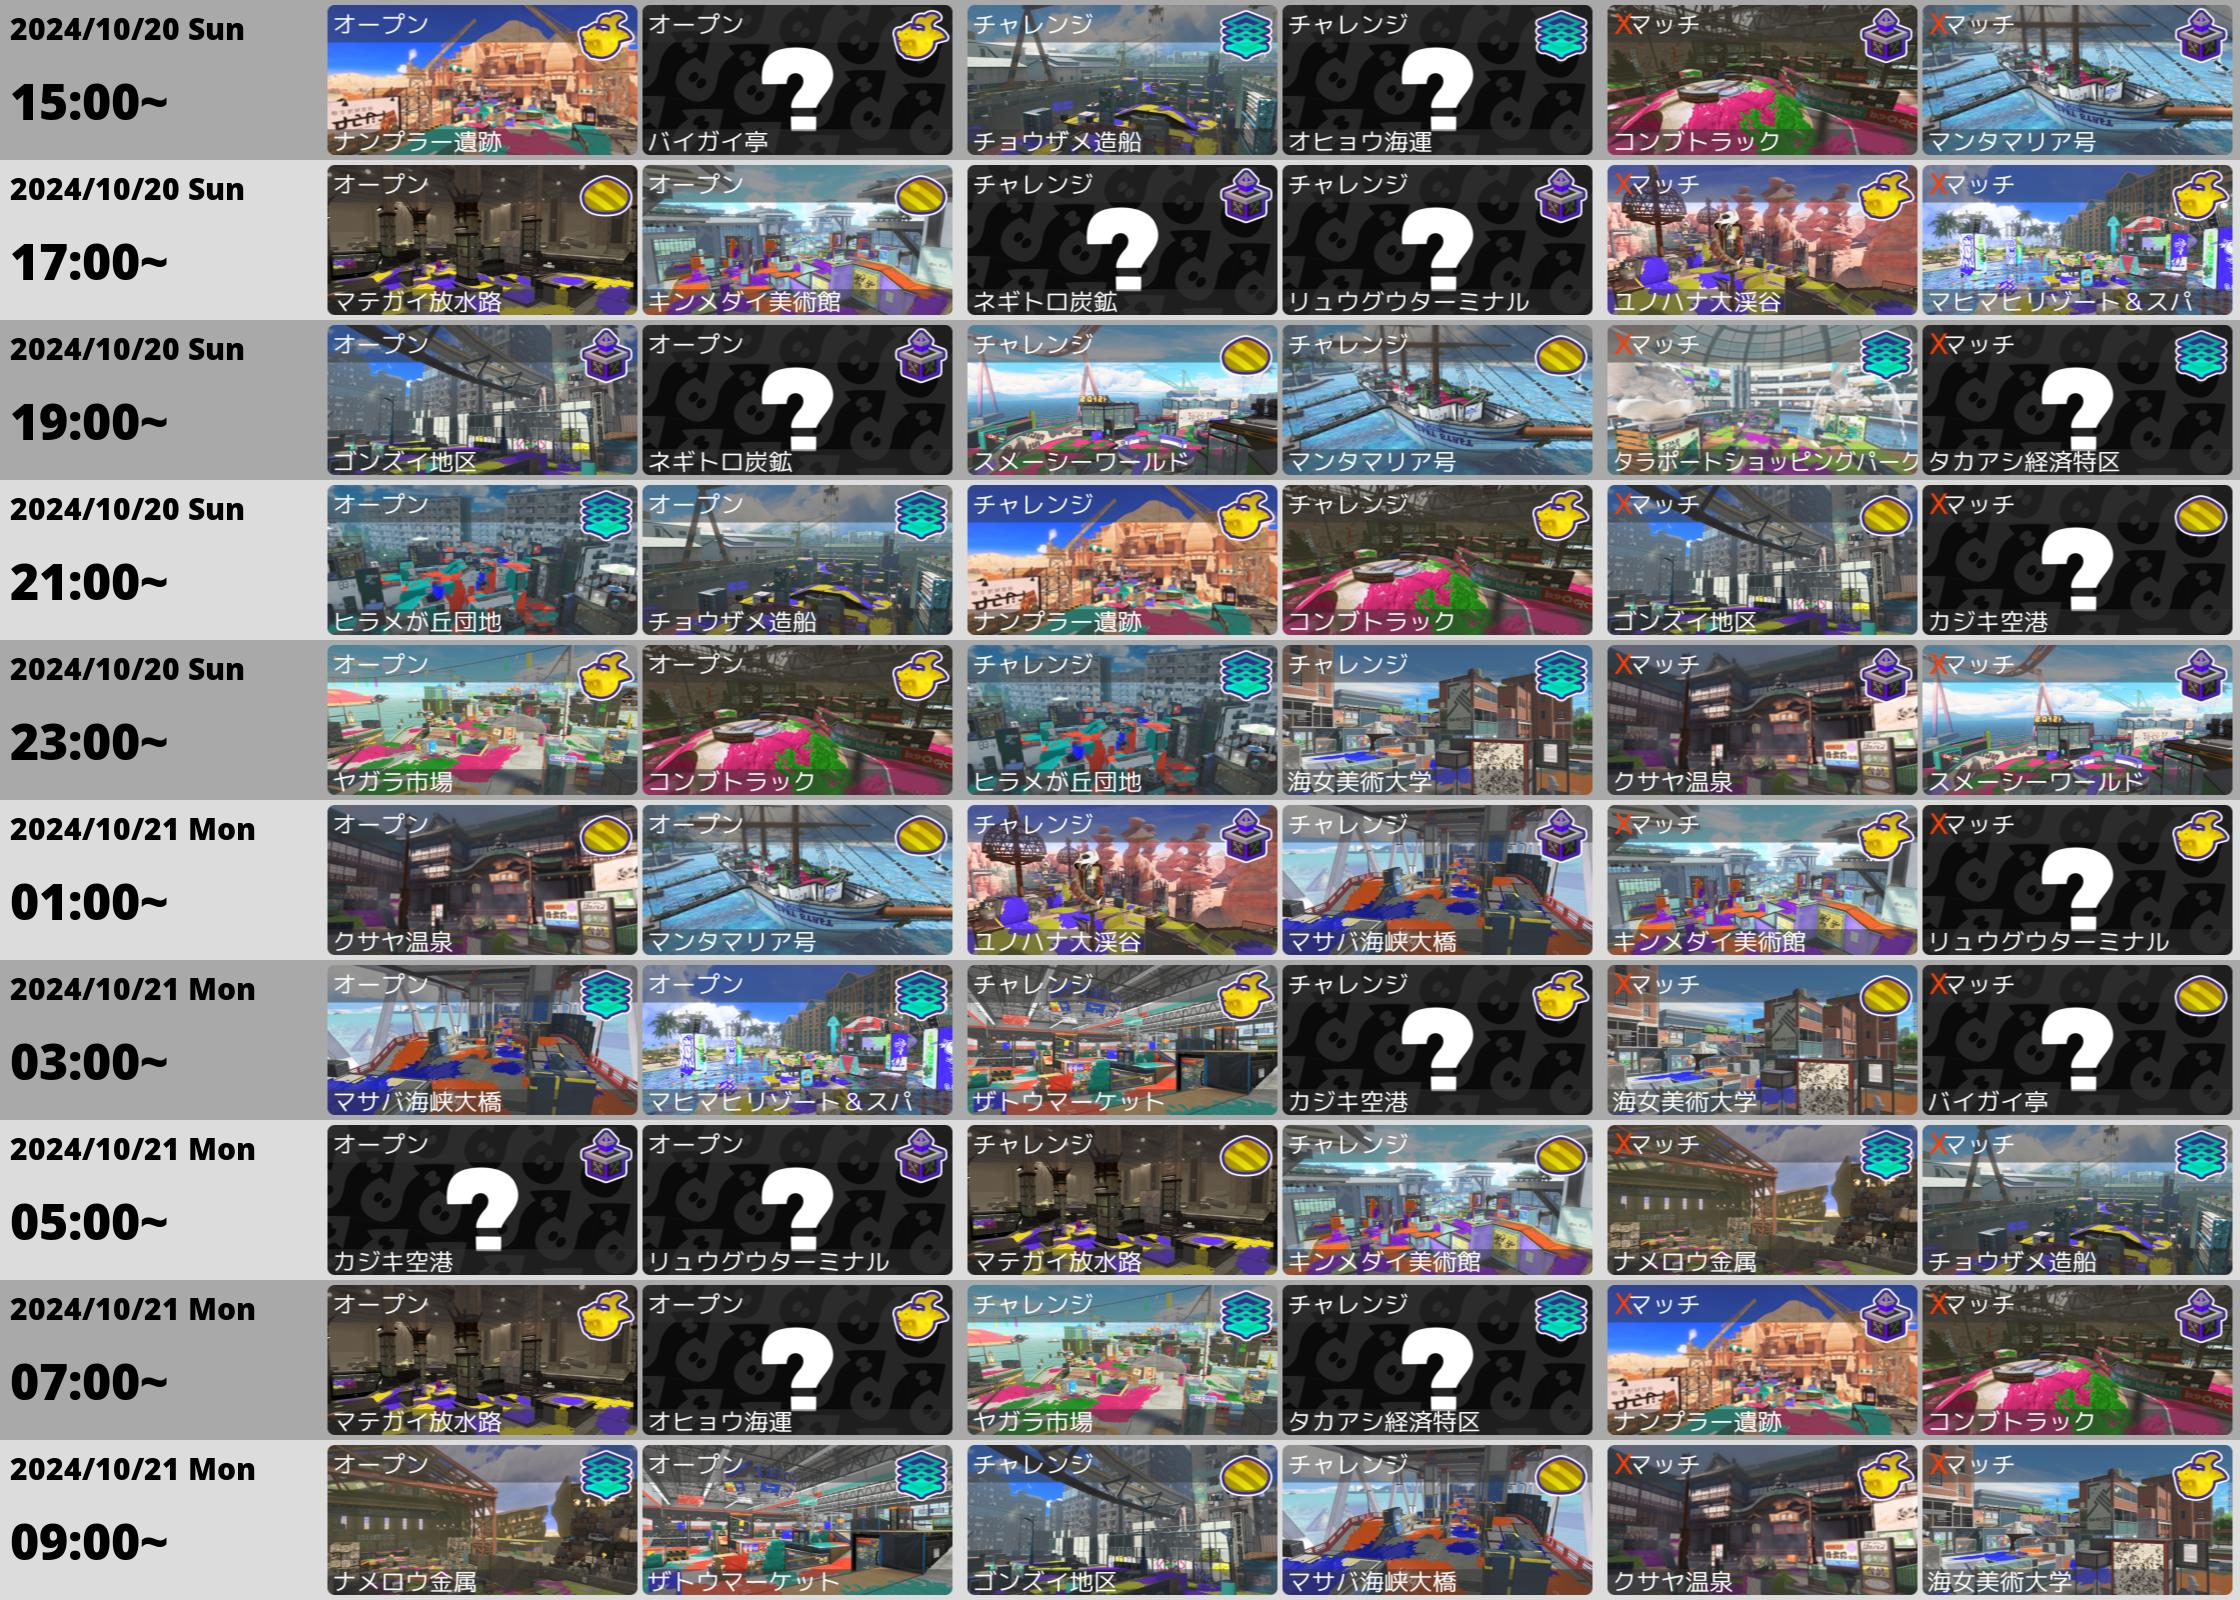 2024/10/20 Sun
15:00~
オープン
ナンプラー遺跡
オープン
バイガイ亭
チャレンジ
チョウザメ造船
チャレンジ
オヒョウ海運
Xマッチ
コンブトラック
Xマッチ
マンタマリア号
2024/10/20 Sun
17:00~
オープン
マテガイ放水路
オープン
キンメダイ美術館
チャレンジ
ネギトロ炭鉱
チャレンジ
リュウグウターミナル
Xマッチ
ユノハナ大渓谷
Xマッチ
マヒマヒリゾート＆スパ
2024/10/20 Sun
19:00~
オープン
ゴンズイ地区
オープン
ネギトロ炭鉱
チャレンジ
スメーシーワールド
チャレンジ
マンタマリア号
Xマッチ
タラポートショッピングパーク
Xマッチ
タカアシ経済特区
2024/10/20 Sun
21:00~
オープン
ヒラメが丘団地
オープン
チョウザメ造船
チャレンジ
ナンプラー遺跡
チャレンジ
コンブトラック
Xマッチ
ゴンズイ地区
Xマッチ
カジキ空港
2024/10/20 Sun
23:00~
オープン
ヤガラ市場
オープン
コンブトラック
チャレンジ
ヒラメが丘団地
チャレンジ
海女美術大学
Xマッチ
クサヤ温泉
Xマッチ
スメーシーワールド
2024/10/21 Mon
01:00~
オープン
クサヤ温泉
オープン
マンタマリア号
チャレンジ
ユノハナ大渓谷
チャレンジ
マサバ海峡大橋
Xマッチ
キンメダイ美術館
Xマッチ
リュウグウターミナル
2024/10/21 Mon
03:00~
オープン
マサバ海峡大橋
オープン
マヒマヒリゾート＆スパ
チャレンジ
ザトウマーケット
チャレンジ
カジキ空港
Xマッチ
海女美術大学
Xマッチ
バイガイ亭
2024/10/21 Mon
05:00~
オープン
カジキ空港
オープン
リュウグウターミナル
チャレンジ
マテガイ放水路
チャレンジ
キンメダイ美術館
Xマッチ
ナメロウ金属
Xマッチ
チョウザメ造船
2024/10/21 Mon
07:00~
オープン
マテガイ放水路
オープン
オヒョウ海運
チャレンジ
ヤガラ市場
チャレンジ
タカアシ経済特区
Xマッチ
ナンプラー遺跡
Xマッチ
コンブトラック
2024/10/21 Mon
09:00~
オープン
ナメロウ金属
オープン
ザトウマーケット
チャレンジ
ゴンズイ地区
チャレンジ
マサバ海峡大橋
Xマッチ
クサヤ温泉
Xマッチ
海女美術大学